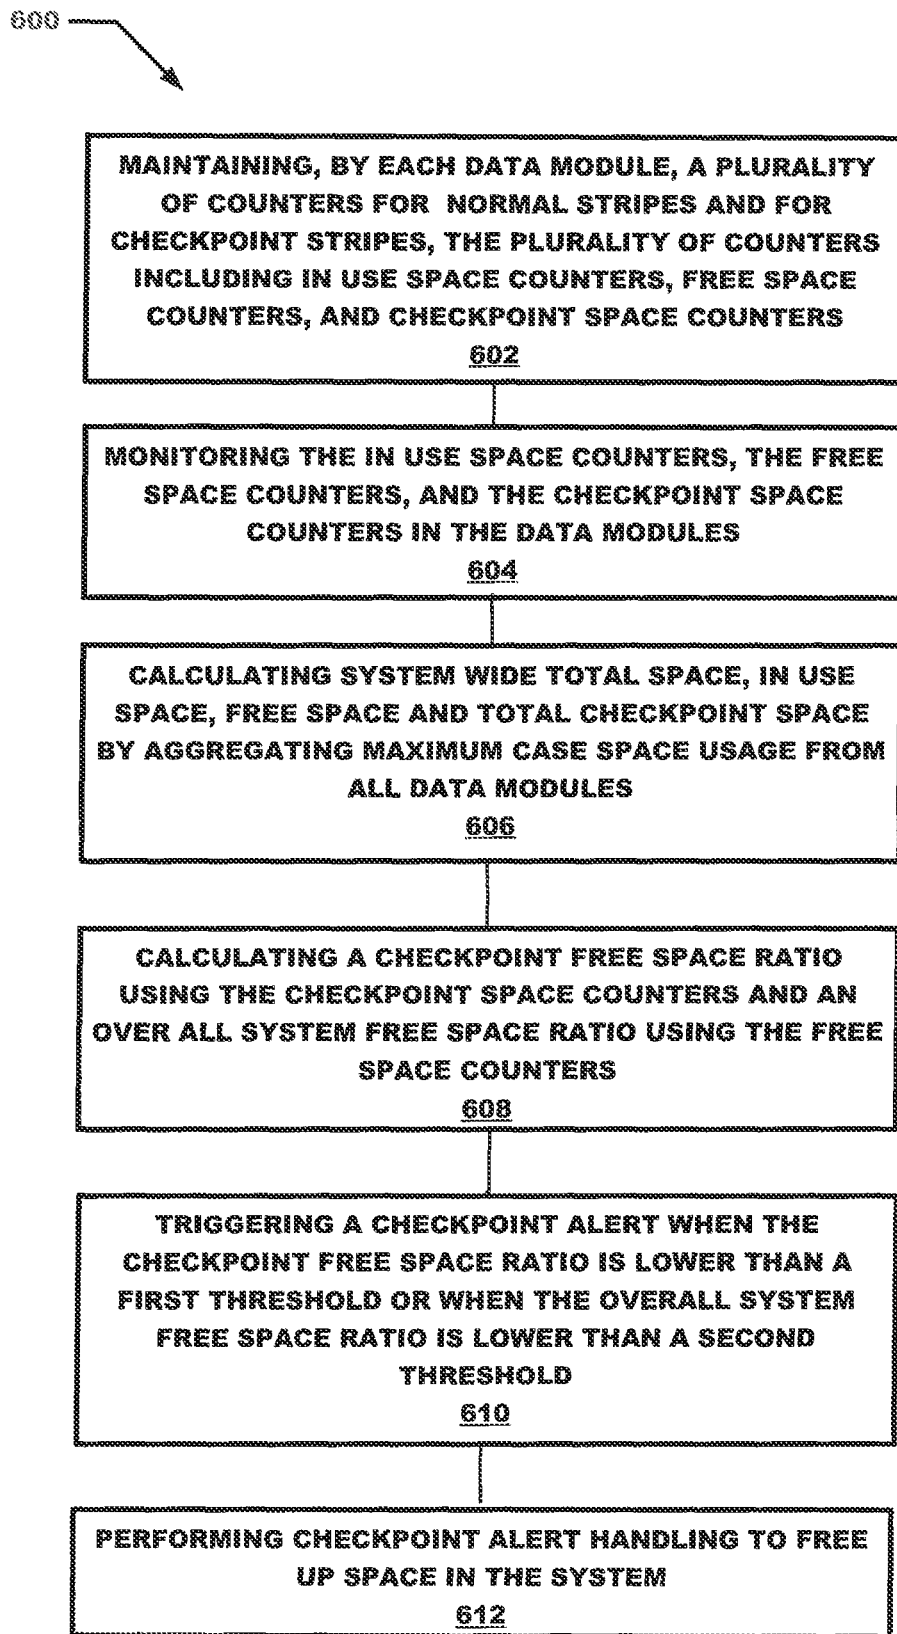 600
MAINTAINING, BY EACH DATA MODULE, A PLURALITY
OF COUNTERS FOR NORMAL STRIPES AND FOR
CHECKPOINT STRIPES, THE PLURALITY OF COUNTERS
INCLUDING IN USE SPACE COUNTERS, FREE SPACE
COUNTERS, AND CHECKPOINT SPACE COUNTERS
602
MONITORING THE IN USE SPACE COUNTERS, THE FREE
SPACE COUNTERS, AND THE CHECKPOINT SPACE
COUNTERS IN THE DATA MODULES
604
CALCULATING SYSTEM WIDE TOTAL SPACE, IN USE
SPACE, FREE SPACE AND TOTAL CHECKPOINT SPACE
BY AGGREGATING MAXIMUM CASE SPACE USAGE FROM
ALL DATA MODULES
606
CALCULATING A CHECKPOINT FREE SPACE RATIO
USING THE CHECKPOINT SPACE COUNTERS AND AN
OVER ALL SYSTEM FREE SPACE RATIO USING THE FREE
SPACE COUNTERS
608
TRIGGERING A CHECKPOINT ALERT WHEN THE
CHECKPOINT FREE SPACE RATIO IS LOWER THAN A
FIRST THRESHOLD OR WHEN THE OVERALL SYSTEM
FREE SPACE RATIO IS LOWER THAN A SECOND
THRESHOLD
610
PERFORMING CHECKPOINT ALERT HANDLING TO FREE
UP SPACE IN THE SYSTEM
612